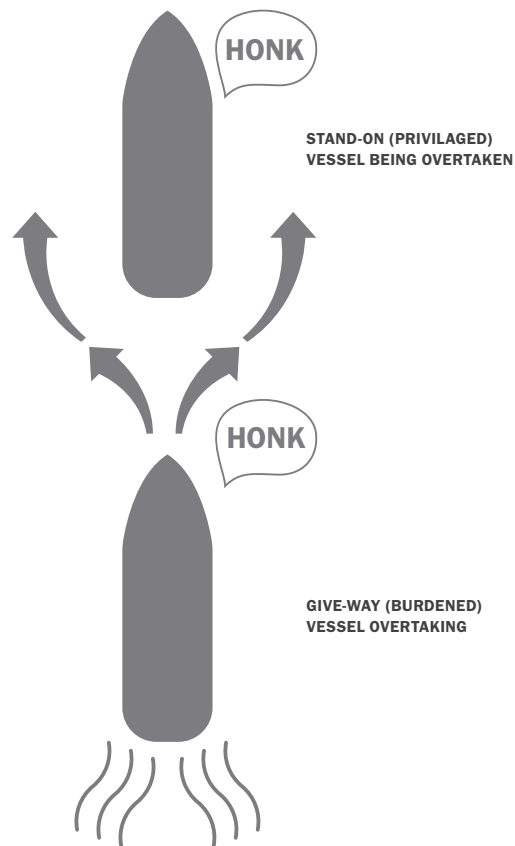 HONK
STAND-ON (PRIVILAGED)
VESSEL BEING OVERTAKEN
HONK
GIVE-WAY (BURDENED)
VESSEL OVERTAKING